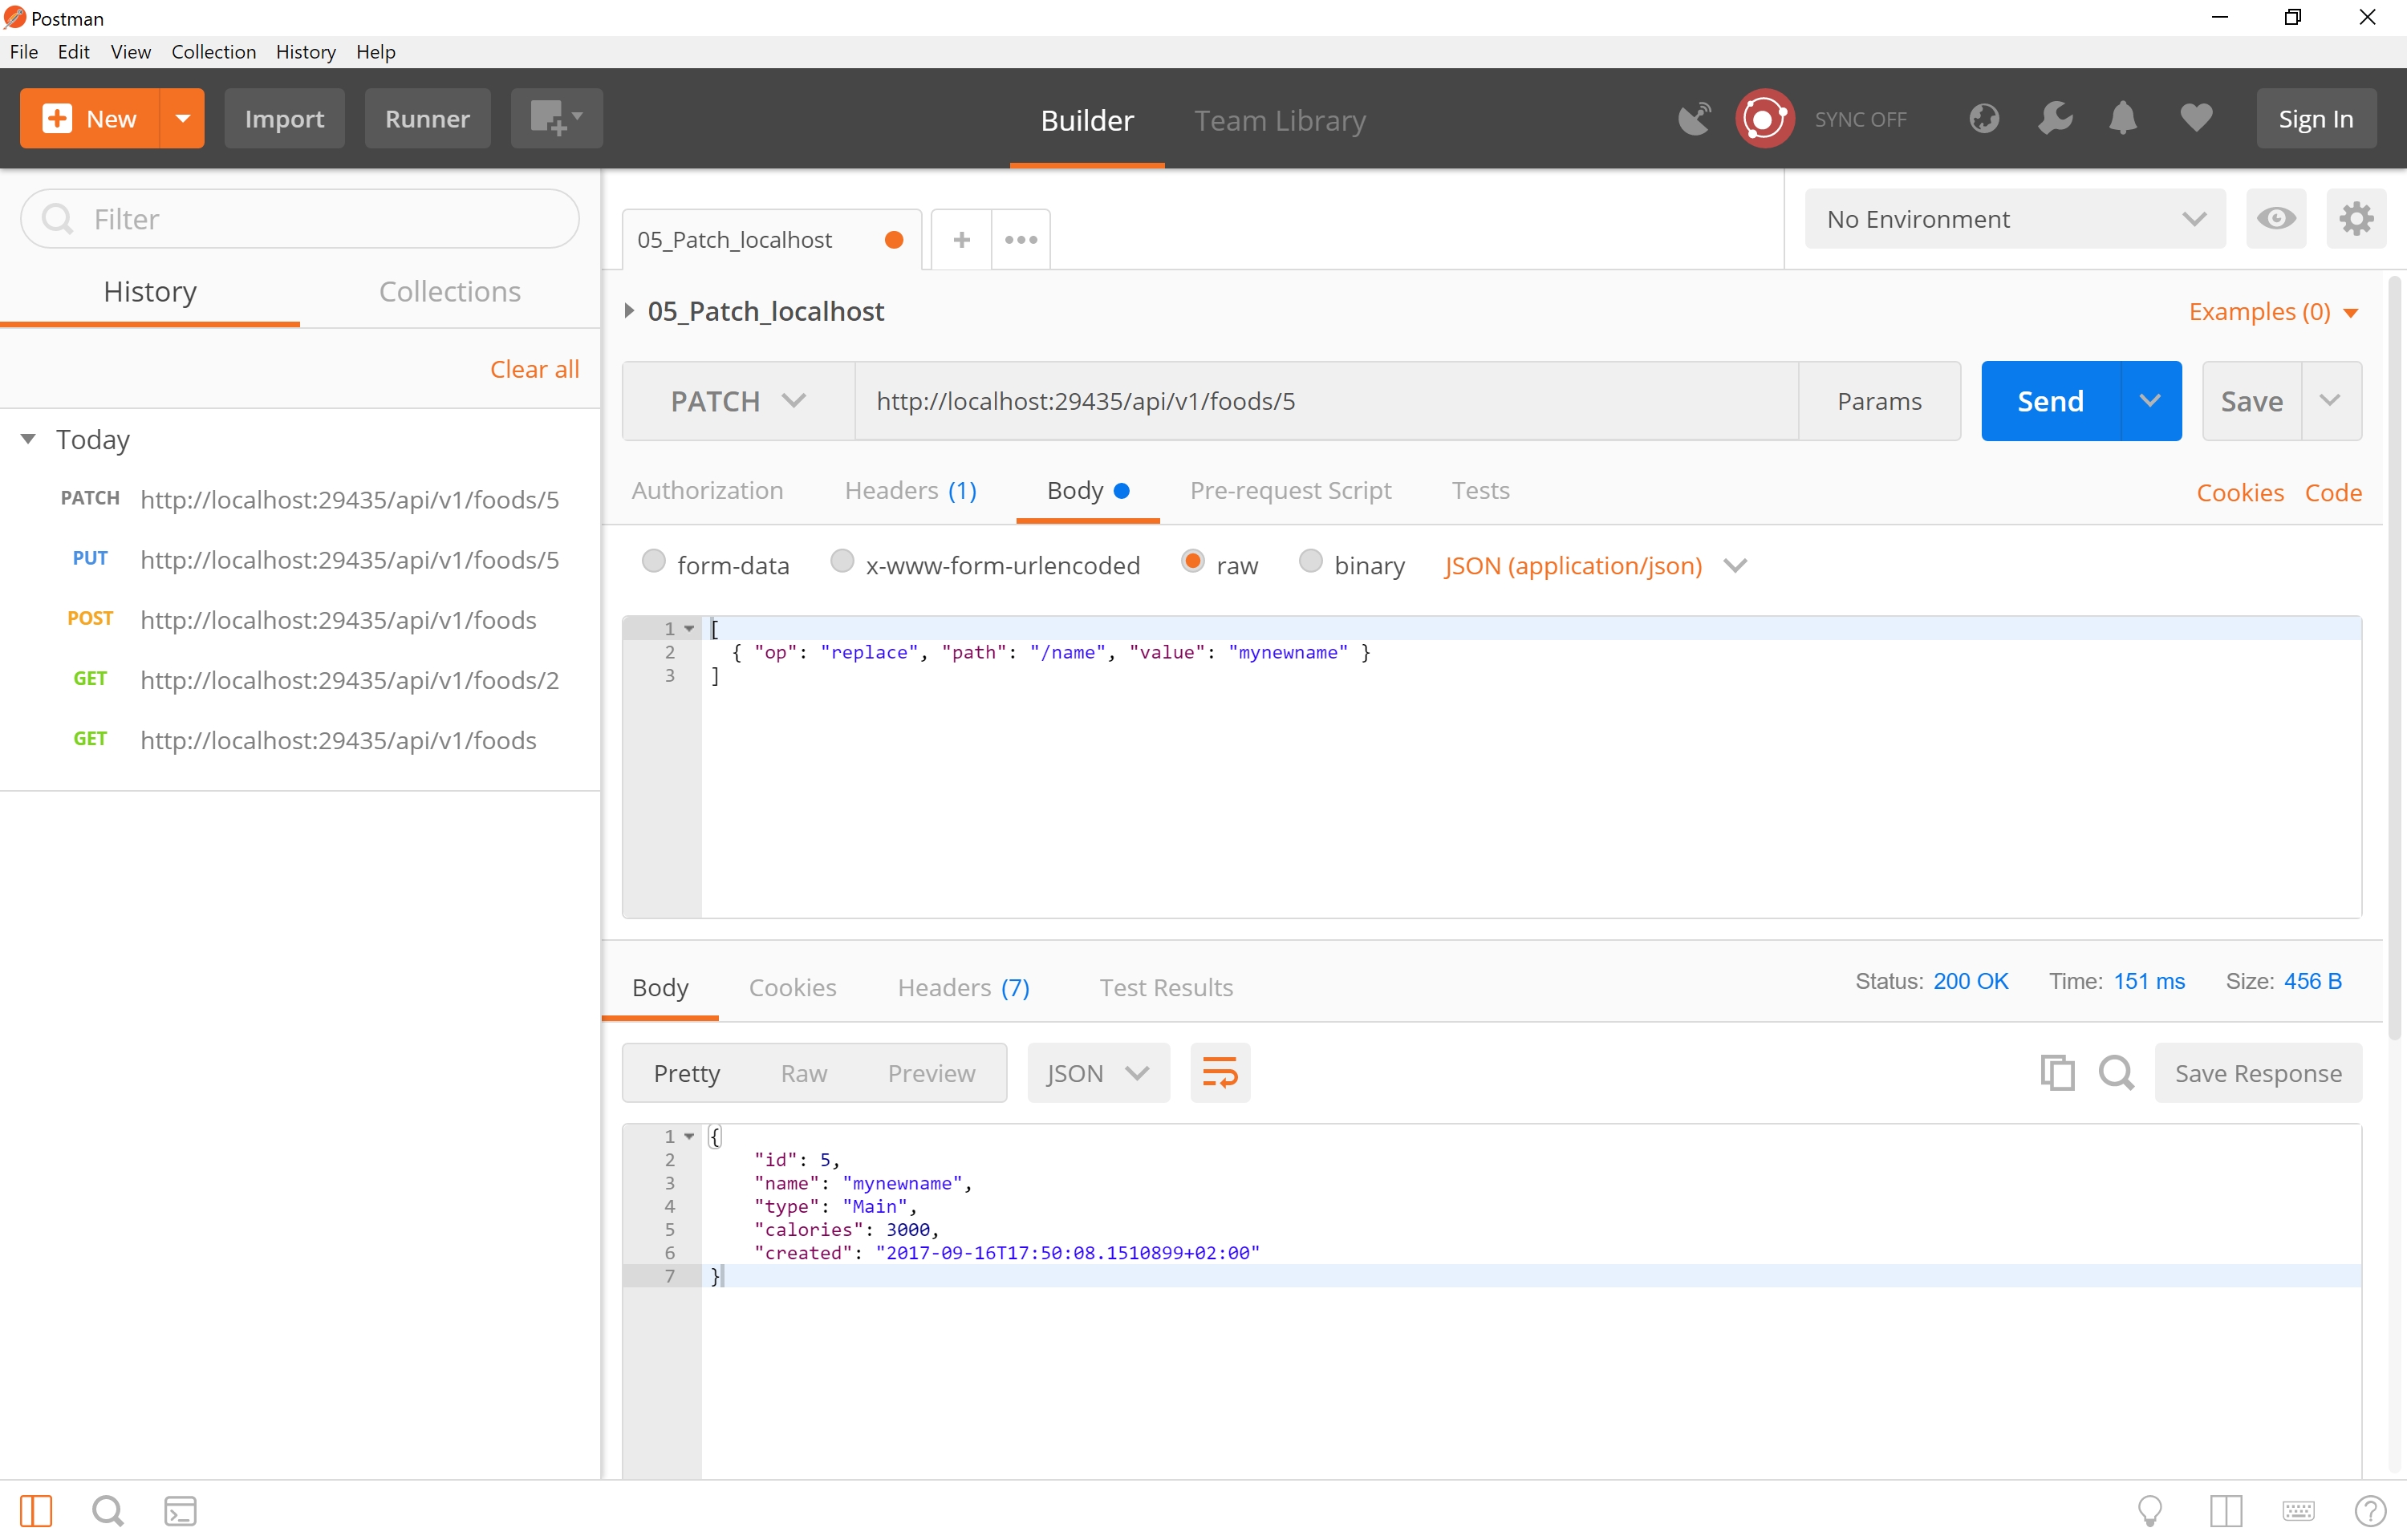 Postman
File Edit View Collection History Help
New Import Runner Builder Team Library SYNC OFF Sign In
Filter
History Collections
Clear all
Today
PATCH http://localhost:29435/api/v1/foods/5
PUT http://localhost:29435/api/v1/foods/5
POST http://localhost:29435/api/v1/foods
GET http://localhost:29435/api/v1/foods/2
GET http://localhost:29435/api/v1/foods
05_Patch_localhost
No Environment
05_Patch_localhost Examples (0)
PATCH http://localhost:29435/api/v1/foods/5 Params Send Save
Authorization Headers (1) Body Pre-request Script Tests Cookies Code
form-data x-www-form-urlencoded raw binary JSON (application/json)
1 [
2 { "op": "replace", "path": "/name", "value": "mynewname" }
3 ]
Body Cookies Headers (7) Test Results Status: 200 OK Time: 151 ms Size: 456 B
Pretty Raw Preview JSON Save Response
1 {
2 "id": 5,
3 "name": "mynewname",
4 "type": "Main",
5 "calories": 3000,
6 "created": "2017-09-16T17:50:08.1510899+02:00"
7 }